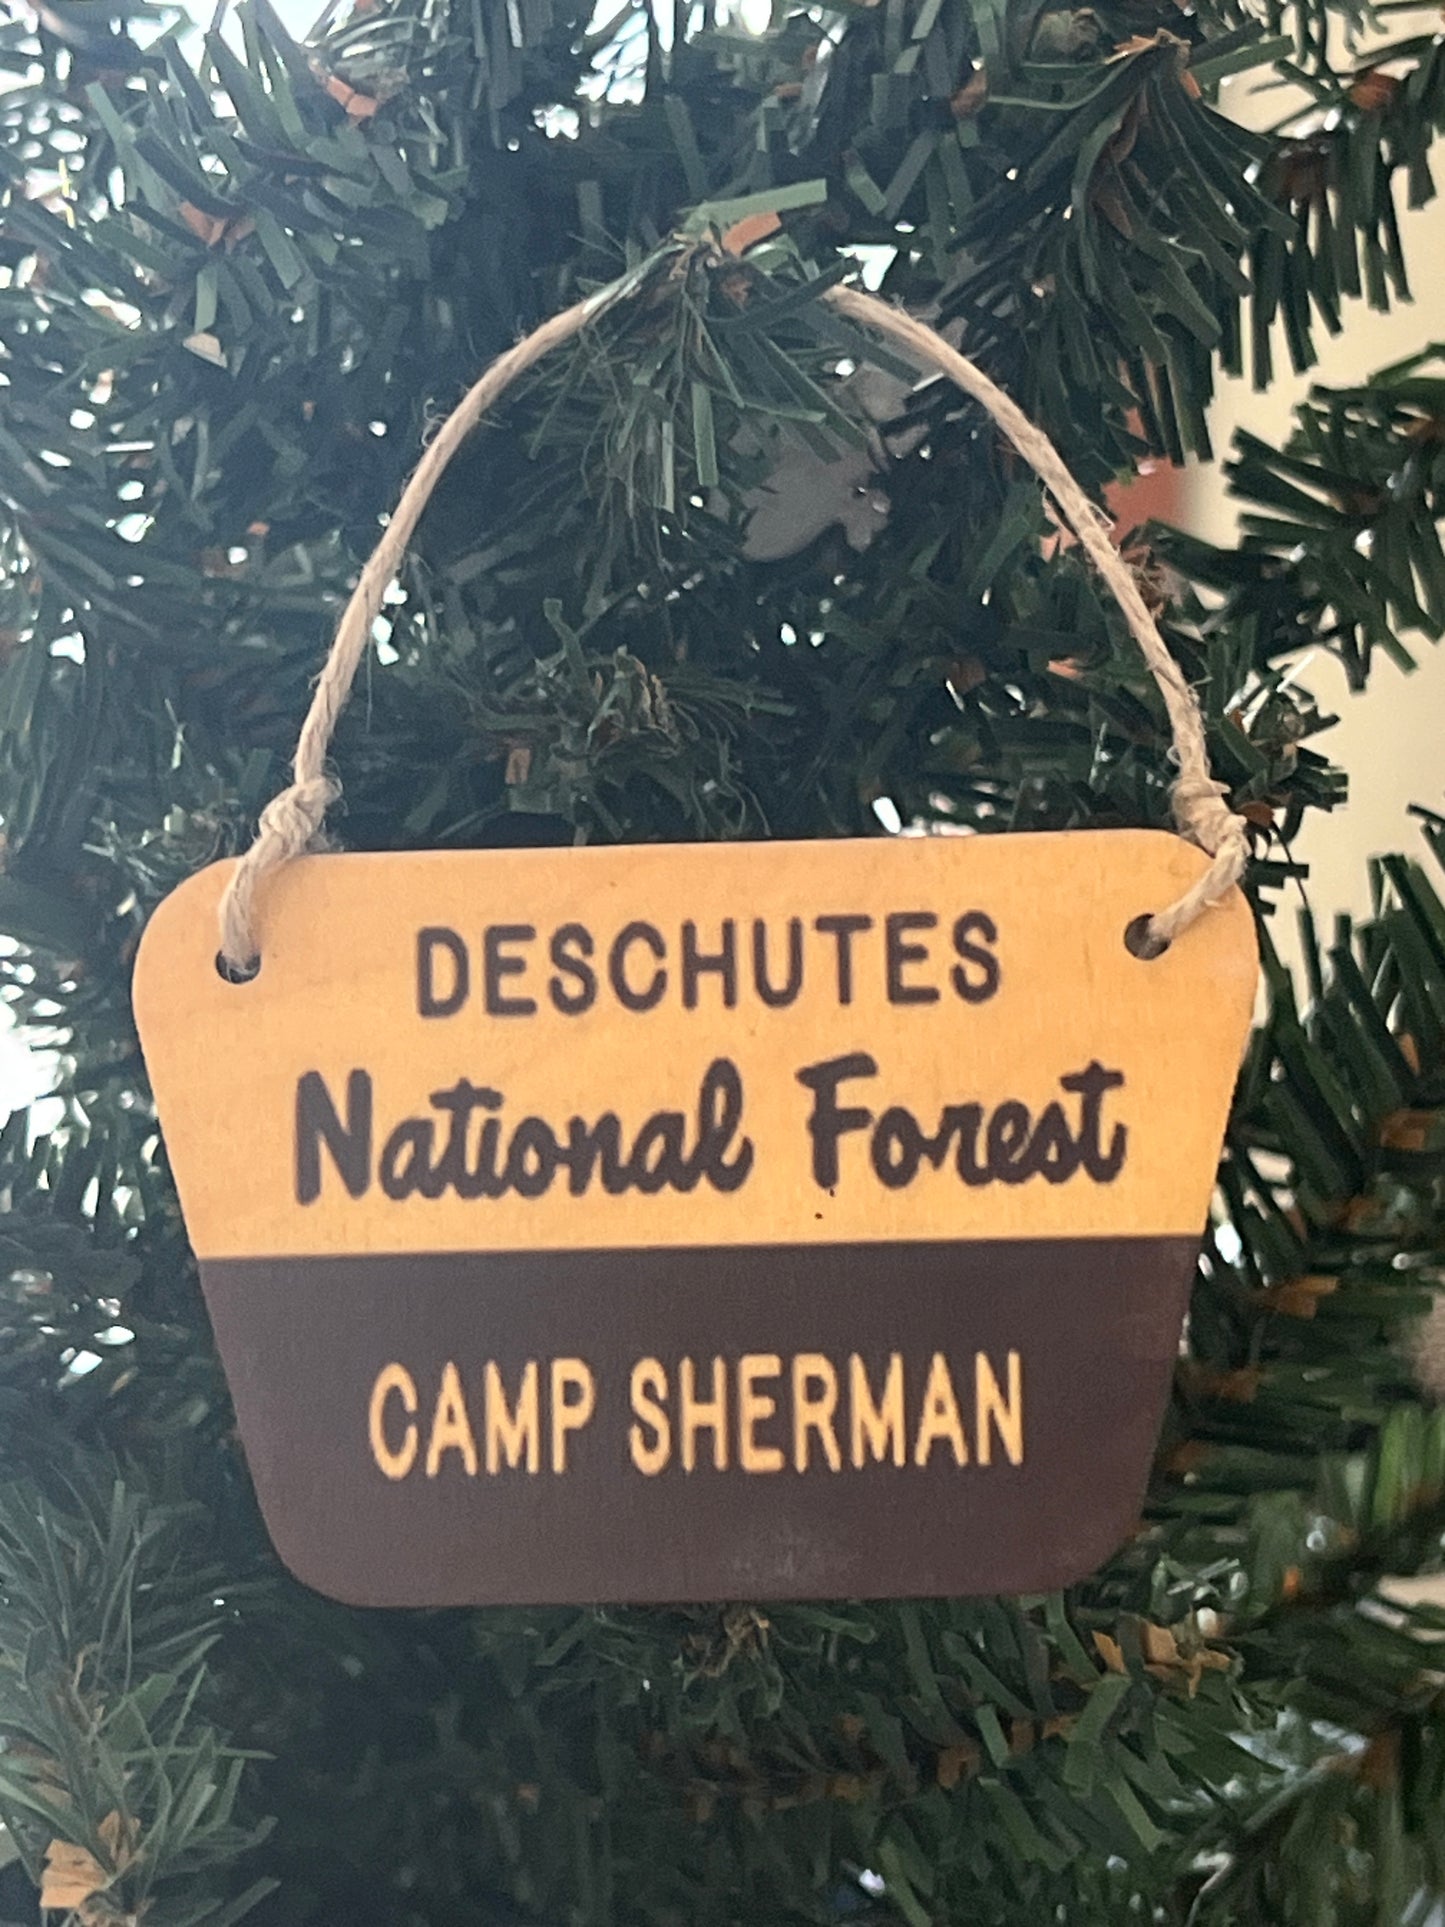 DESCHUTES
National Forest
CAMP SHERMAN